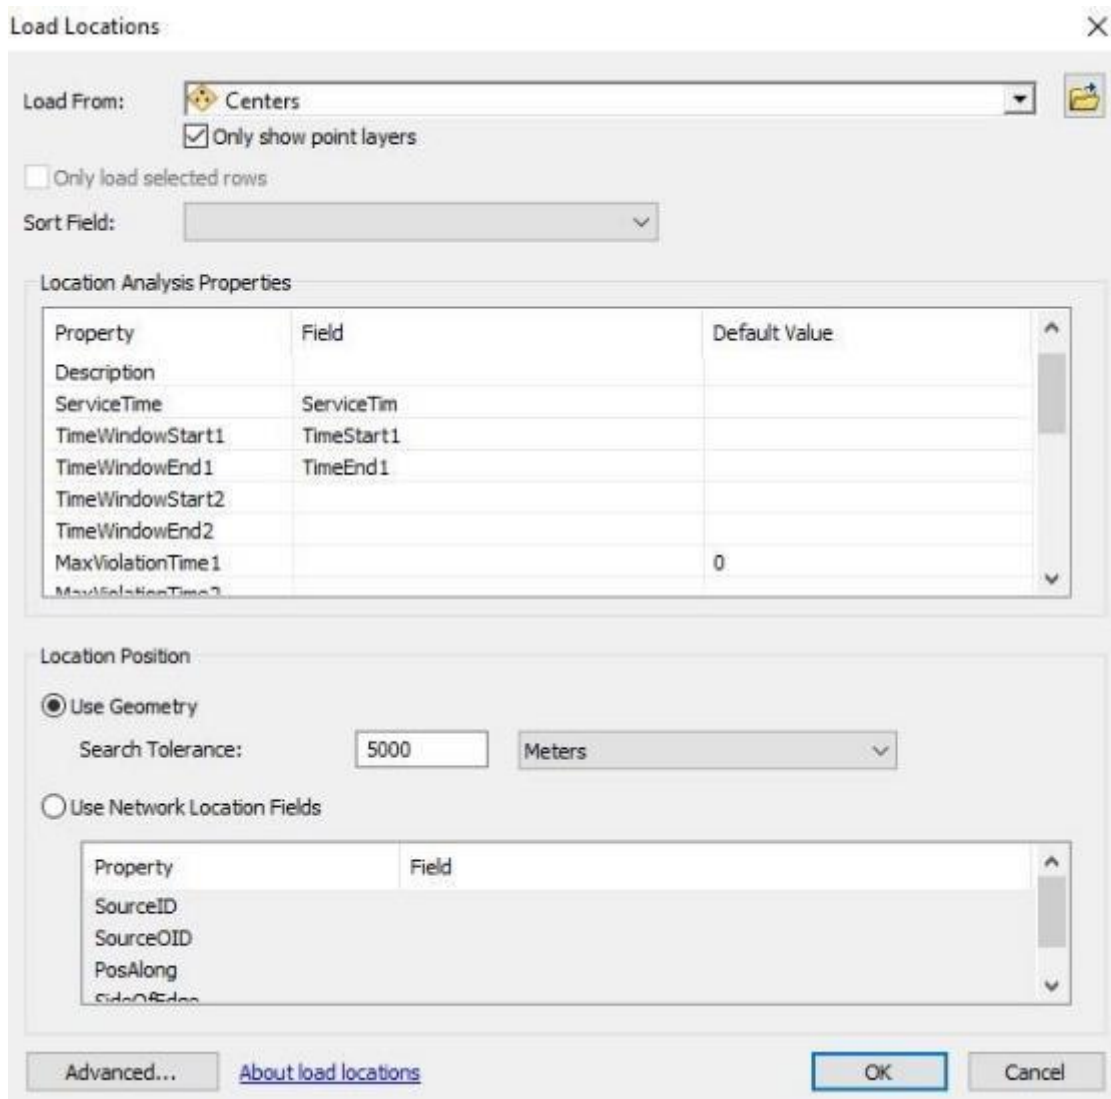 Load Locations
Load From: Centers
Only show point layers
Only load selected rows
Sort Field:
Location Analysis Properties
Property Field Default Value
Description
ServiceTime ServiceTim
TimeWindowStart1 TimeStart1
TimeWindowEnd1 TimeEnd1
TimeWindowStart2
TimeWindowEnd2
MaxViolationTime1 0
MaxViolationTime2
Location Position
Use Geometry
Search Tolerance: 5000 Meters
Use Network Location Fields
Property Field
SourceID
SourceOID
PosAlong
SideOfEdge
Advanced... About load locations OK Cancel